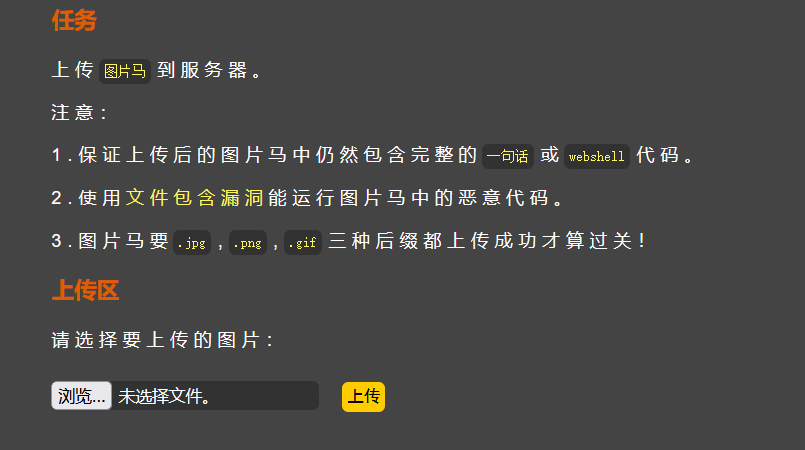 任务
上传 图片马 到服务器。
注意：
1.保证上传后的图片马中仍然包含完整的 一句话 或 webshell 代码。
2.使用文件包含漏洞能运行图片马中的恶意代码。
3.图片马要 .jpg , .png , .gif 三种后缀都上传成功才算过关！
上传区
请选择要上传的图片：
浏览... 未选择文件。 上传